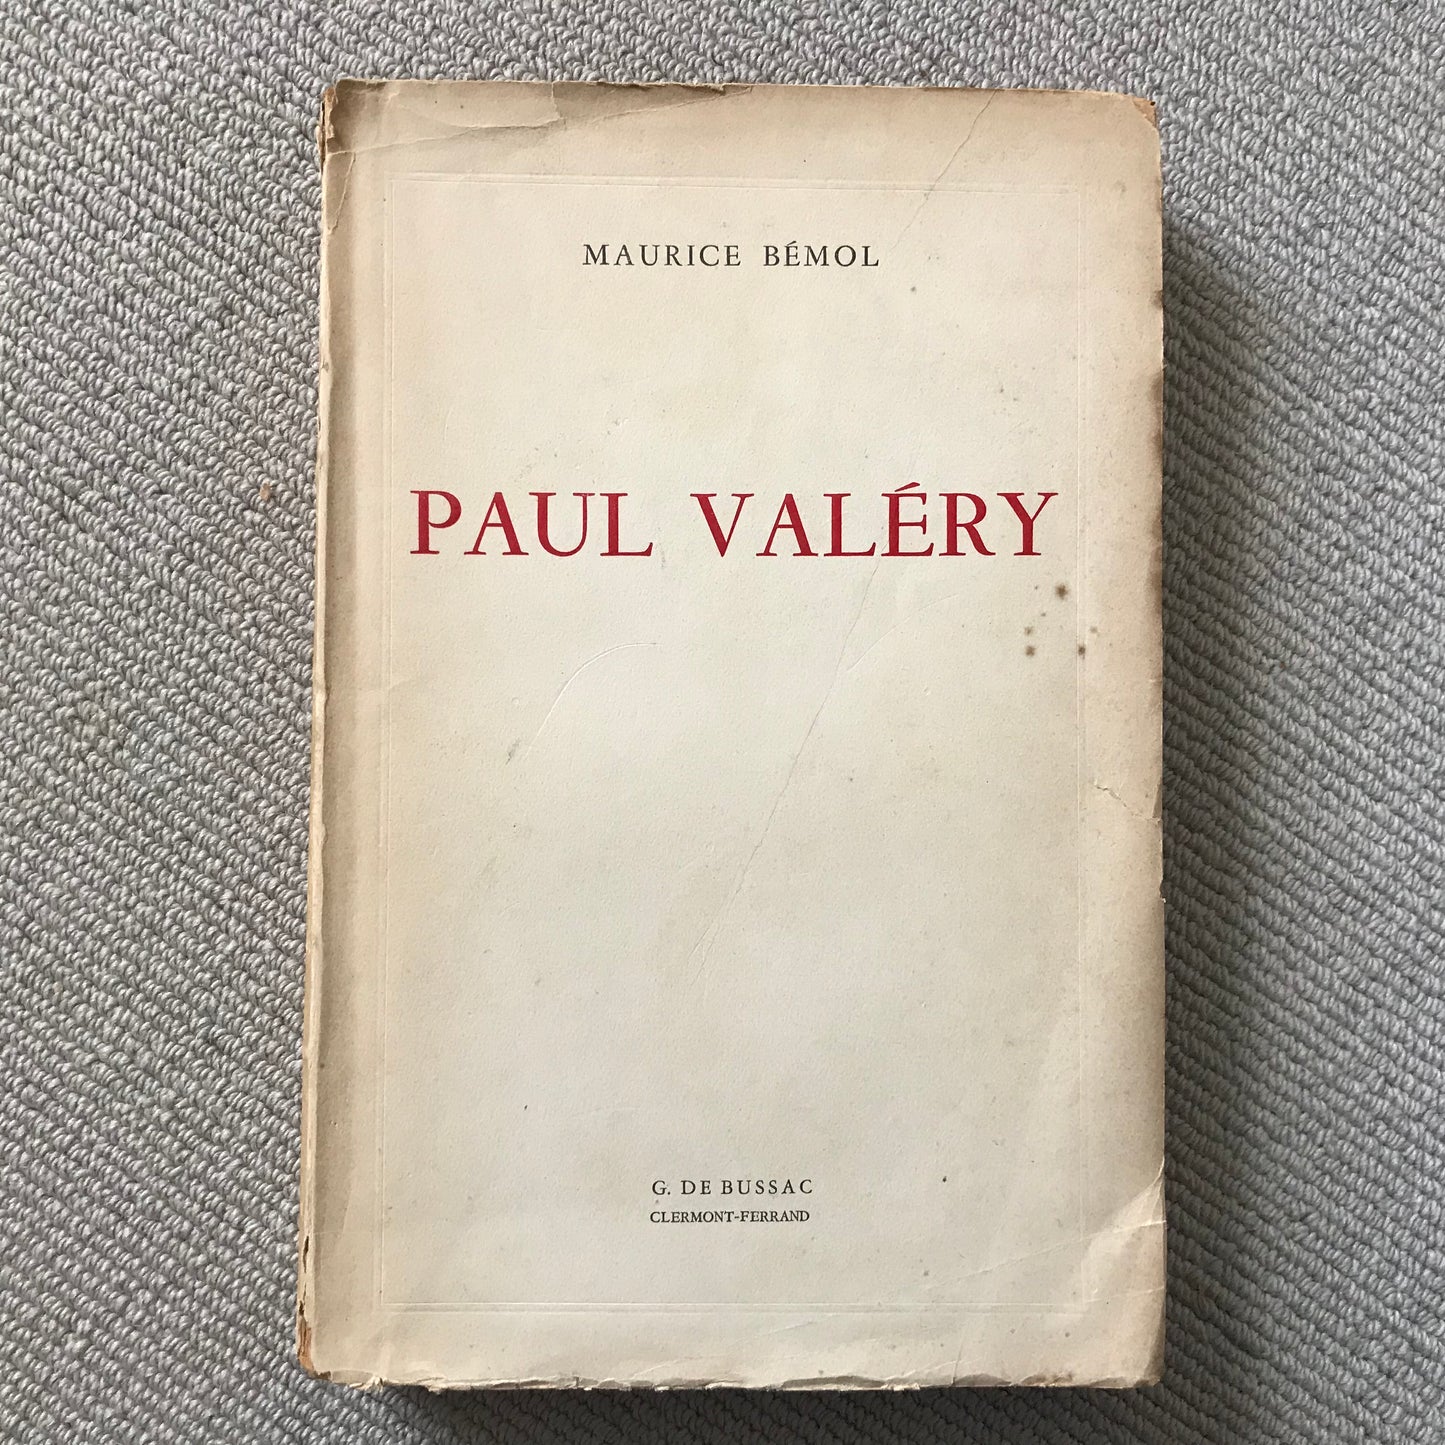 MAURICE BÉMOL
PAUL VALÉRY
G. DE BUSSAC
CLERMONT-FERRAND